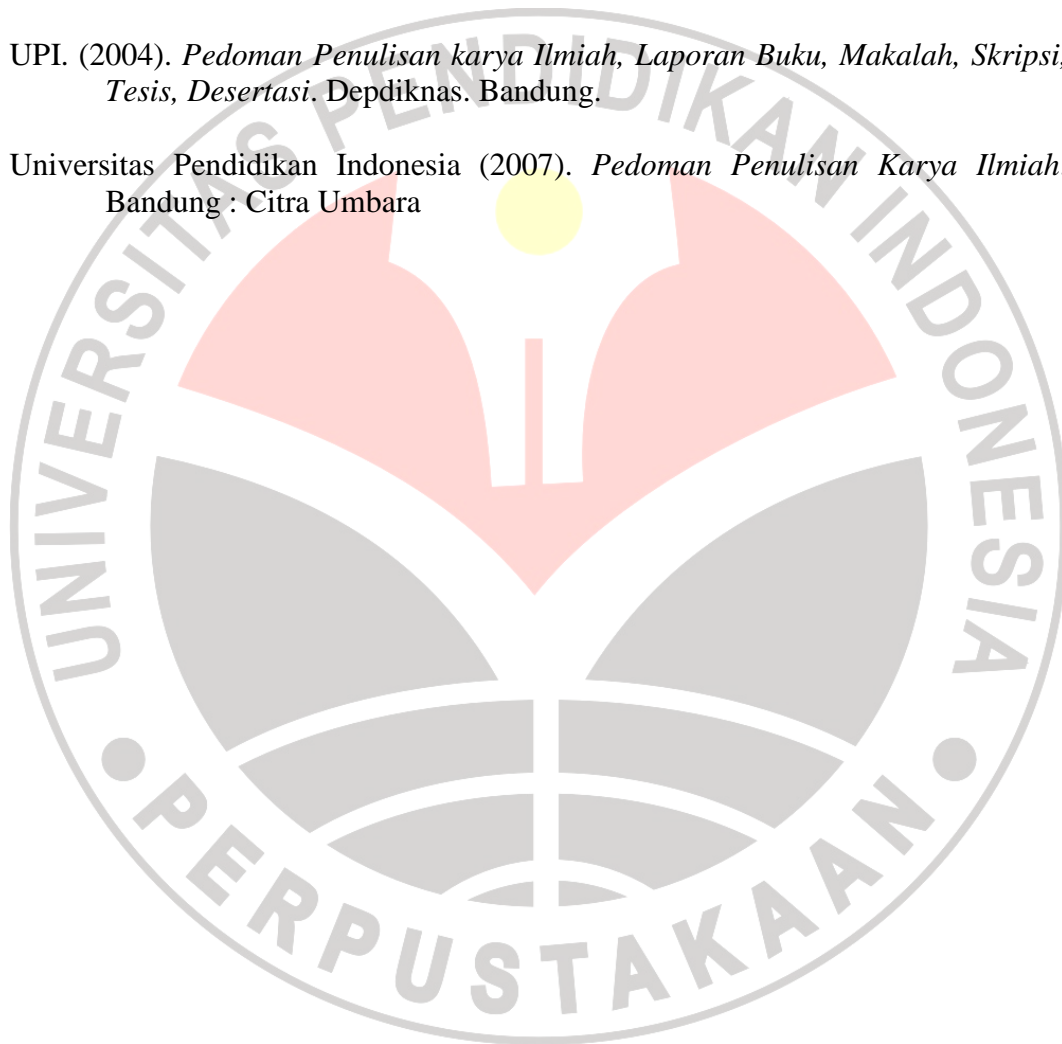 UPI. (2004). Pedoman Penulisan karya Ilmiah, Laporan Buku, Makalah, Skripsi,
Tesis, Desertasi. Depdiknas. Bandung.
Universitas Pendidikan Indonesia (2007). Pedoman Penulisan Karya Ilmiah.
Bandung : Citra Umbara
UNIVERSITAS PENDIDIKAN INDONESIA
PERPUSTAKAAN